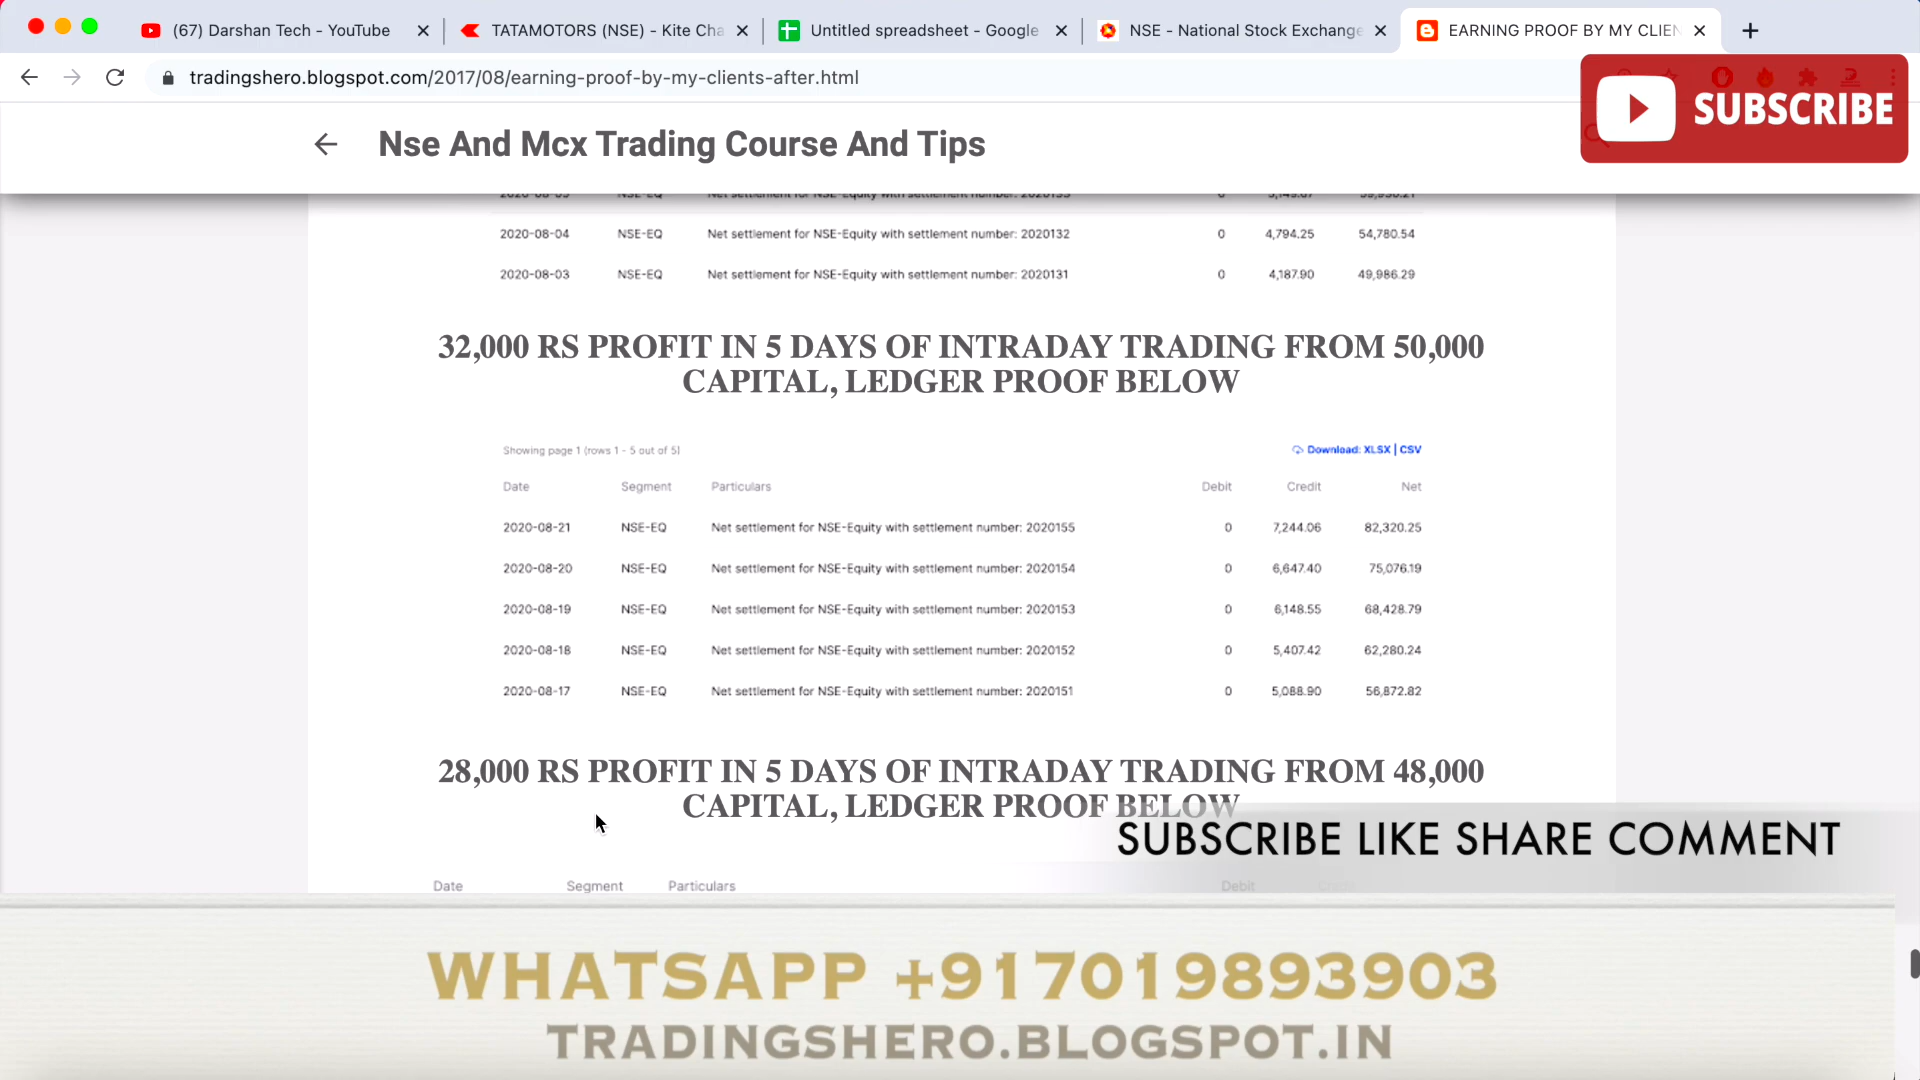 (67) Darshan Tech - YouTube
TATAMOTORS (NSE) - Kite Cha
Untitled spreadsheet - Google
NSE - National Stock Exchange
EARNING PROOF BY MY CLIEN
tradingshero.blogspot.com/2017/08/earning-proof-by-my-clients-after.html
SUBSCRIBE
Nse And Mcx Trading Course And Tips
2020-08-04 NSE-EQ Net settlement for NSE-Equity with settlement number: 2020132 0 4,794.25 54,780.54
2020-08-03 NSE-EQ Net settlement for NSE-Equity with settlement number: 2020131 0 4,187.90 49,986.29
32,000 RS PROFIT IN 5 DAYS OF INTRADAY TRADING FROM 50,000
CAPITAL, LEDGER PROOF BELOW
Showing page 1 (rows 1 - 5 out of 5) Download: XLSX | CSV
Date Segment Particulars Debit Credit Net
2020-08-21 NSE-EQ Net settlement for NSE-Equity with settlement number: 2020155 0 7,244.06 82,320.25
2020-08-20 NSE-EQ Net settlement for NSE-Equity with settlement number: 2020154 0 6,647.40 75,076.19
2020-08-19 NSE-EQ Net settlement for NSE-Equity with settlement number: 2020153 0 6,148.55 68,428.79
2020-08-18 NSE-EQ Net settlement for NSE-Equity with settlement number: 2020152 0 5,407.42 62,280.24
2020-08-17 NSE-EQ Net settlement for NSE-Equity with settlement number: 2020151 0 5,088.90 56,872.82
28,000 RS PROFIT IN 5 DAYS OF INTRADAY TRADING FROM 48,000
CAPITAL, LEDGER PROOF BELOW
SUBSCRIBE LIKE SHARE COMMENT
Date Segment Particulars Debit Credit
WHATSAPP +917019893903
TRADINGSHERO.BLOGSPOT.IN